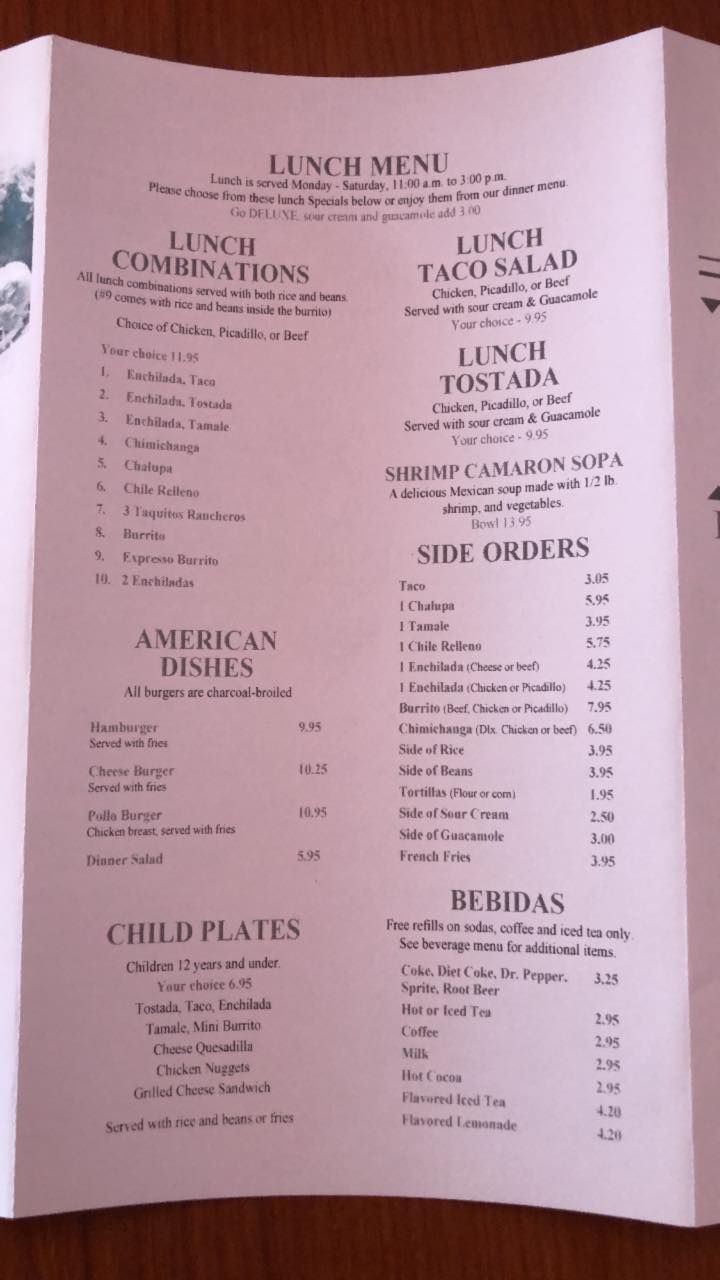 LUNCH MENU
Lunch is served Monday - Saturday, 11:00 a.m. to 3:00 p.m.
Please choose from these lunch Specials below or enjoy them from our dinner menu.
Go DELUXE, sour cream and guacamole add 3.00
LUNCH
COMBINATIONS
All lunch combinations served with both rice and beans.
(#9 comes with rice and beans inside the burrito)
Choice of Chicken, Picadillo, or Beef
Your choice 11.95
1. Enchilada, Taco
2. Enchilada, Tostada
3. Enchilada, Tamale
4. Chimichanga
5. Chalupa
6. Chile Relleno
7. 3 Taquitos Rancheros
8. Burrito
9. Expresso Burrito
10. 2 Enchiladas
AMERICAN
DISHES
All burgers are charcoal-broiled
Hamburger 9.95
Served with fries
Cheese Burger 10.25
Served with fries
Pollo Burger 10.95
Chicken breast, served with fries
Dinner Salad 5.95
CHILD PLATES
Children 12 years and under.
Your choice 6.95
Tostada, Taco, Enchilada
Tamale, Mini Burrito
Cheese Quesadilla
Chicken Nuggets
Grilled Cheese Sandwich
Served with rice and beans or fries
LUNCH
TACO SALAD
Chicken, Picadillo, or Beef
Served with sour cream & Guacamole
Your choice - 9.95
LUNCH
TOSTADA
Chicken, Picadillo, or Beef
Served with sour cream & Guacamole
Your choice - 9.95
SHRIMP CAMARON SOPA
A delicious Mexican soup made with 1/2 lb.
shrimp, and vegetables.
Bowl 13.95
SIDE ORDERS
Taco 3.05
1 Chalupa 5.95
1 Tamale 3.95
1 Chile Relleno 5.75
1 Enchilada (Cheese or beef) 4.25
1 Enchilada (Chicken or Picadillo) 4.25
Burrito (Beef, Chicken or Picadillo) 7.95
Chimichanga (Dlx. Chicken or beef) 6.50
Side of Rice 3.95
Side of Beans 3.95
Tortillas (Flour or corn) 1.95
Side of Sour Cream 2.50
Side of Guacamole 3.00
French Fries 3.95
BEBIDAS
Free refills on sodas, coffee and iced tea only.
See beverage menu for additional items.
Coke, Diet Coke, Dr. Pepper, 3.25
Sprite, Root Beer
Hot or Iced Tea 2.95
Coffee 2.95
Milk 2.95
Hot Cocoa 2.95
Flavored Iced Tea 4.20
Flavored Lemonade 4.20